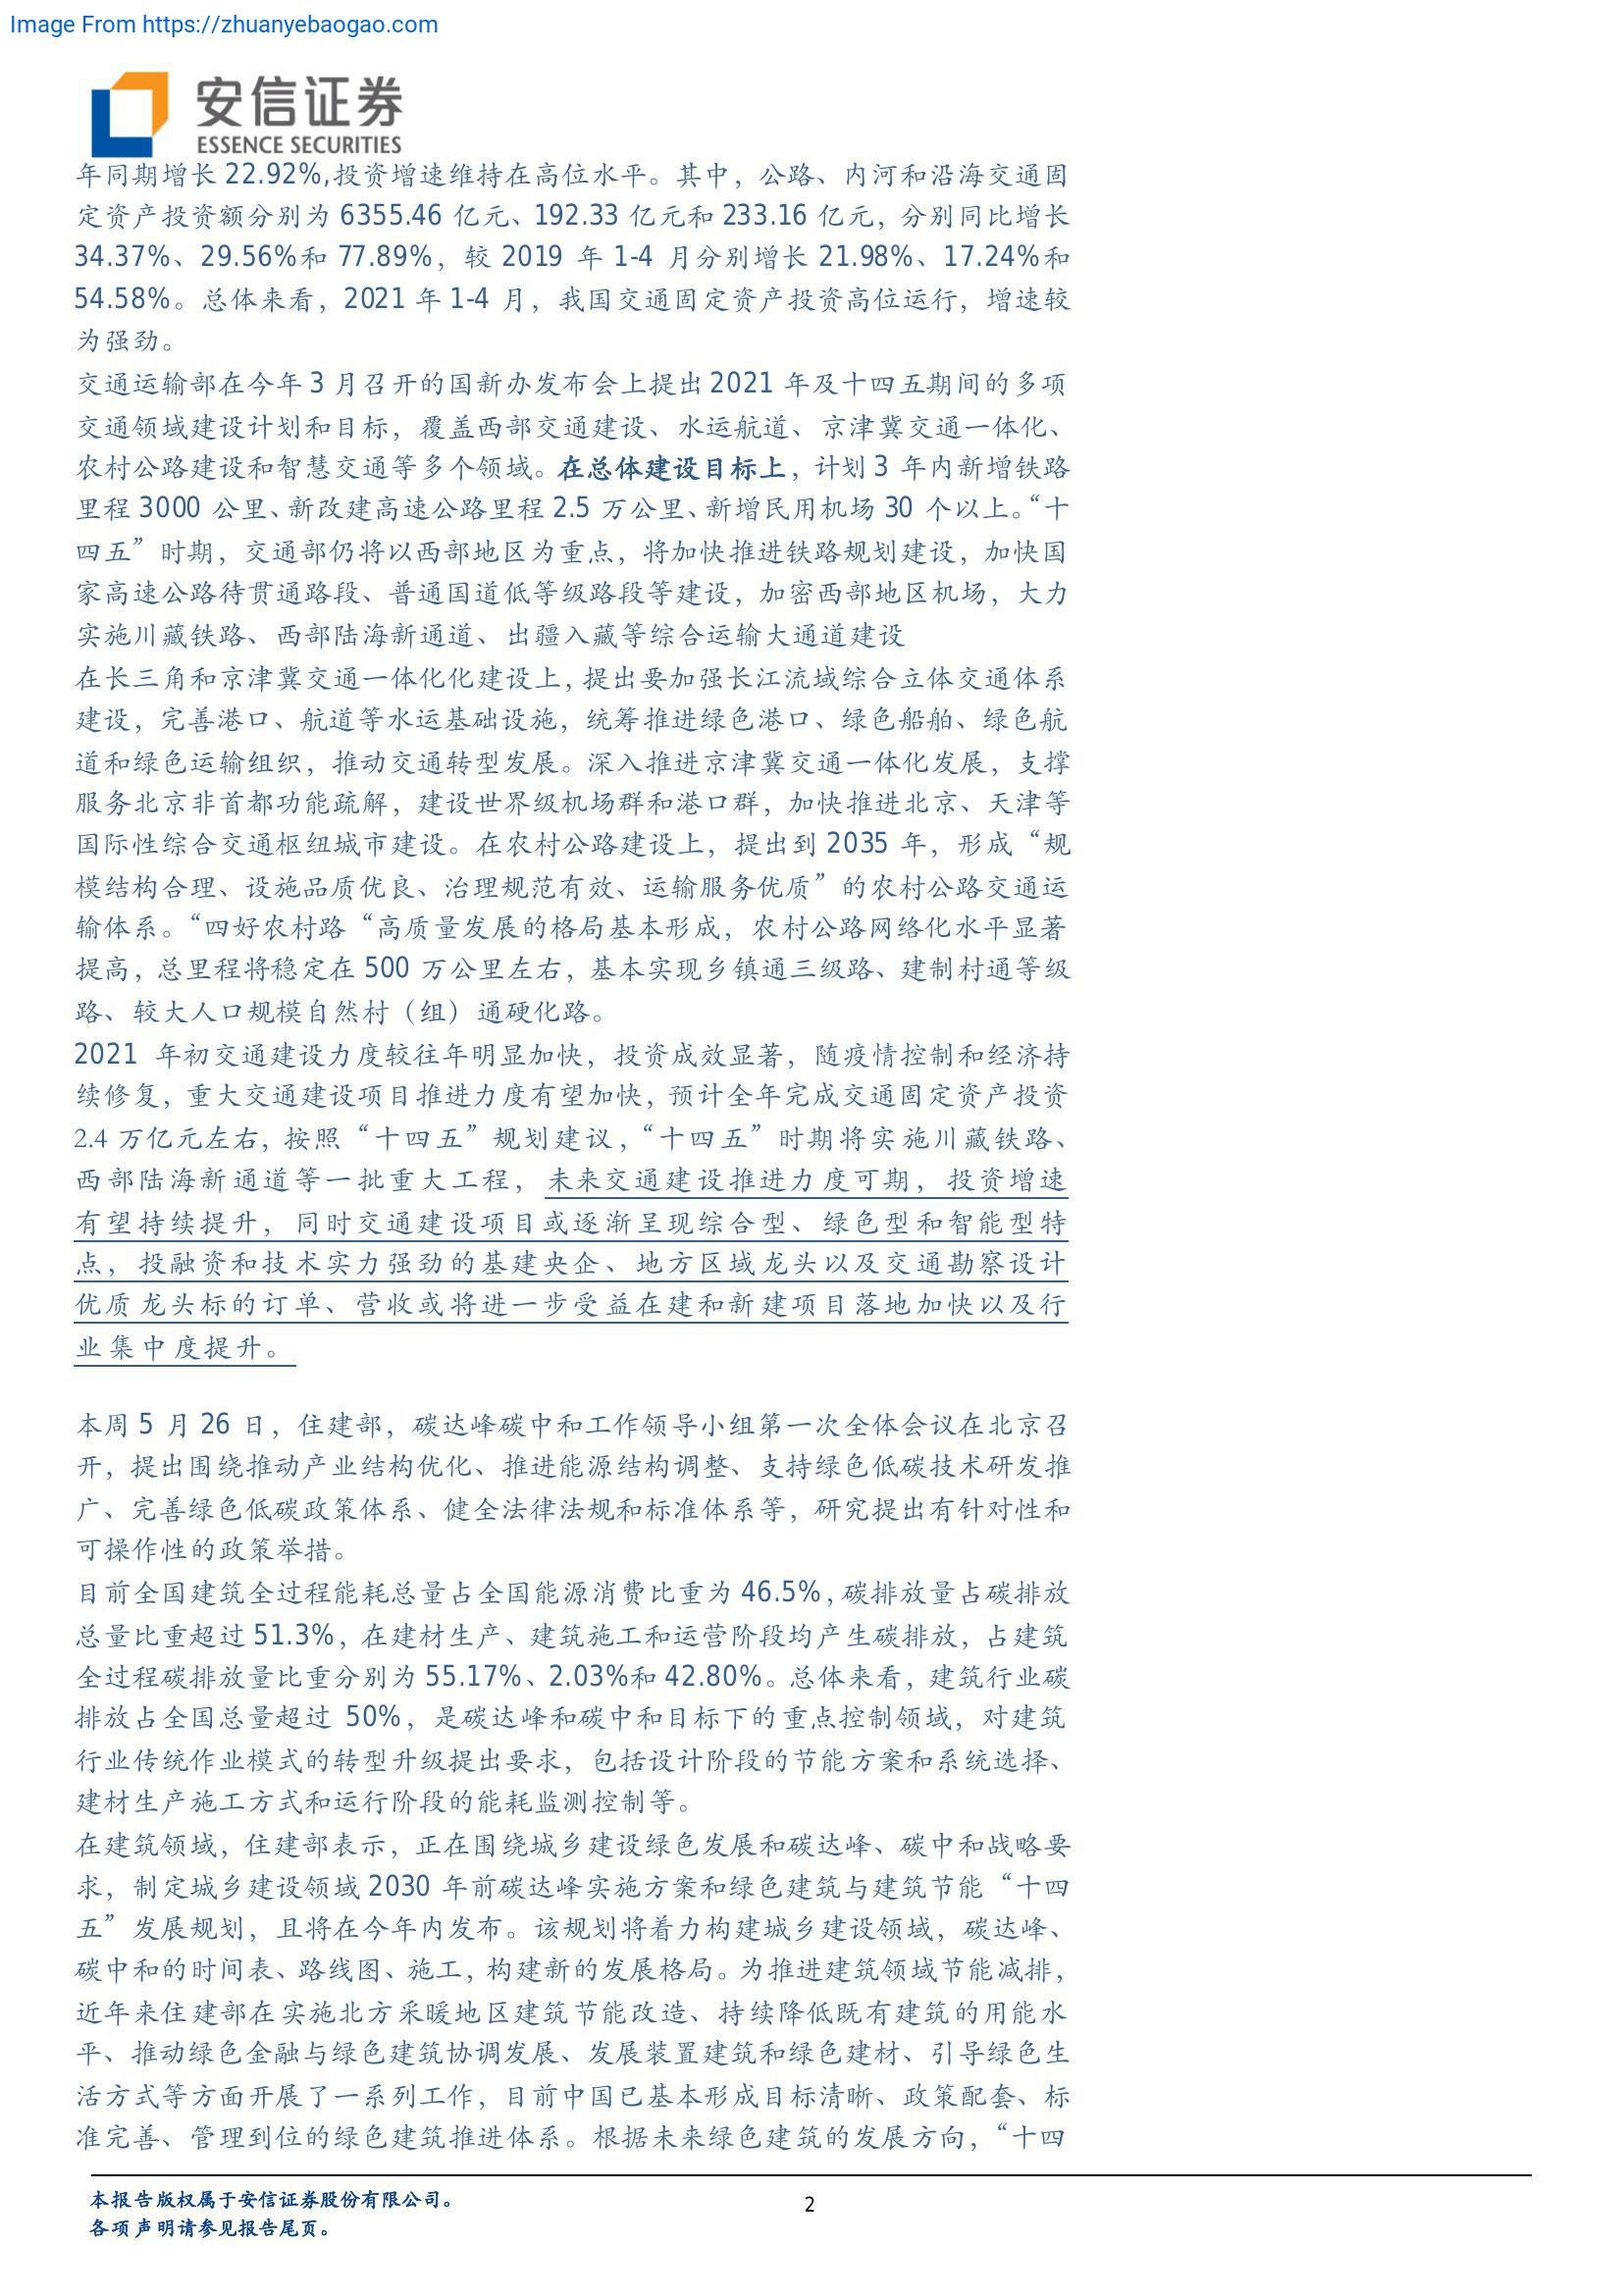 Image From https://zhuanyebaogao.com
安信证券
ESSENCE SECURITIES
年同期增长 22.92%,投资增速维持在高位水平。其中，公路、内河和沿海交通固
定资产投资额分别为 6355.46 亿元、192.33 亿元和 233.16 亿元，分别同比增长
34.37%、29.56%和 77.89%，较 2019 年 1-4 月分别增长 21.98%、17.24%和
54.58%。总体来看，2021 年 1-4 月，我国交通固定资产投资高位运行，增速较
为强劲。
交通运输部在今年 3 月召开的国新办发布会上提出 2021 年及十四五期间的多项
交通领域建设计划和目标，覆盖西部交通建设、水运航道、京津冀交通一体化、
农村公路建设和智慧交通等多个领域。在总体建设目标上，计划 3 年内新增铁路
里程 3000 公里、新改建高速公路里程 2.5 万公里、新增民用机场 30 个以上。“十
四五”时期，交通部仍将以西部地区为重点，将加快推进铁路规划建设，加快国
家高速公路待贯通路段、普通国道低等级路段等建设，加密西部地区机场，大力
实施川藏铁路、西部陆海新通道、出疆入藏等综合运输大通道建设
在长三角和京津冀交通一体化化建设上，提出要加强长江流域综合立体交通体系
建设，完善港口、航道等水运基础设施，统筹推进绿色港口、绿色船舶、绿色航
道和绿色运输组织，推动交通转型发展。深入推进京津冀交通一体化发展，支撑
服务北京非首都功能疏解，建设世界级机场群和港口群，加快推进北京、天津等
国际性综合交通枢纽城市建设。在农村公路建设上，提出到 2035 年，形成“规
模结构合理、设施品质优良、治理规范有效、运输服务优质”的农村公路交通运
输体系。“四好农村路“高质量发展的格局基本形成，农村公路网络化水平显著
提高，总里程将稳定在 500 万公里左右，基本实现乡镇通三级路、建制村通等级
路、较大人口规模自然村（组）通硬化路。
2021 年初交通建设力度较往年明显加快，投资成效显著，随疫情控制和经济持
续修复，重大交通建设项目推进力度有望加快，预计全年完成交通固定资产投资
2.4 万亿元左右，按照“十四五”规划建议，“十四五”时期将实施川藏铁路、
西部陆海新通道等一批重大工程，未来交通建设推进力度可期，投资增速
有望持续提升，同时交通建设项目或逐渐呈现综合型、绿色型和智能型特
点，投融资和技术实力强劲的基建央企、地方区域龙头以及交通勘察设计
优质龙头标的订单、营收或将进一步受益在建和新建项目落地加快以及行
业集中度提升。
本周 5 月 26 日，住建部，碳达峰碳中和工作领导小组第一次全体会议在北京召
开，提出围绕推动产业结构优化、推进能源结构调整、支持绿色低碳技术研发推
广、完善绿色低碳政策体系、健全法律法规和标准体系等，研究提出有针对性和
可操作性的政策举措。
目前全国建筑全过程能耗总量占全国能源消费比重为 46.5%，碳排放量占碳排放
总量比重超过 51.3%，在建材生产、建筑施工和运营阶段均产生碳排放，占建筑
全过程碳排放量比重分别为 55.17%、2.03%和 42.80%。总体来看，建筑行业碳
排放占全国总量超过 50%，是碳达峰和碳中和目标下的重点控制领域，对建筑
行业传统作业模式的转型升级提出要求，包括设计阶段的节能方案和系统选择、
建材生产施工方式和运行阶段的能耗监测控制等。
在建筑领域，住建部表示，正在围绕城乡建设绿色发展和碳达峰、碳中和战略要
求，制定城乡建设领域 2030 年前碳达峰实施方案和绿色建筑与建筑节能“十四
五”发展规划，且将在今年内发布。该规划将着力构建城乡建设领域，碳达峰、
碳中和的时间表、路线图、施工，构建新的发展格局。为推进建筑领域节能减排，
近年来住建部在实施北方采暖地区建筑节能改造、持续降低既有建筑的用能水
平、推动绿色金融与绿色建筑协调发展、发展装置建筑和绿色建材、引导绿色生
活方式等方面开展了一系列工作，目前中国已基本形成目标清晰、政策配套、标
准完善、管理到位的绿色建筑推进体系。根据未来绿色建筑的发展方向，“十四
本报告版权属于安信证券股份有限公司。
2
各项声明请参见报告尾页。